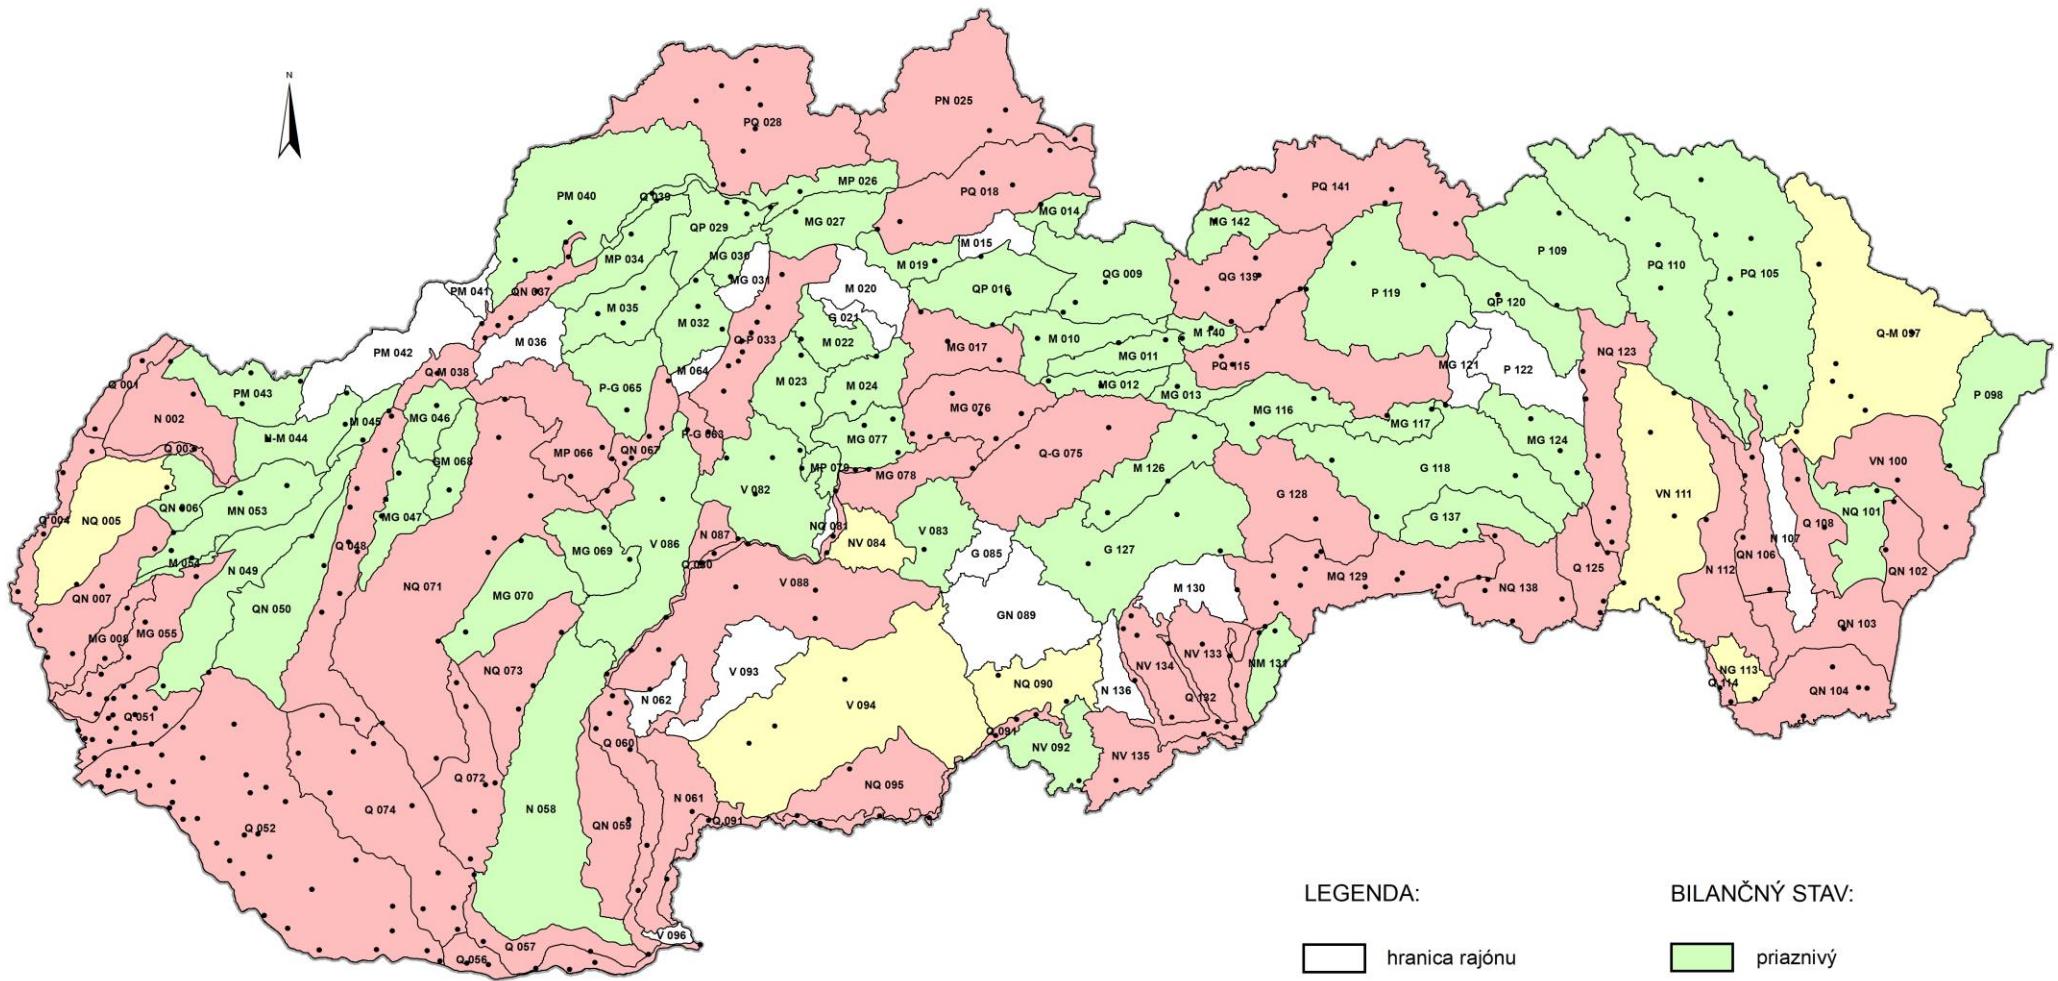 N
PQ 028
PN 025
PQ 018
MP 026
PM 040
Q 039
QP 029
MG 027
MG 014
M 015
PQ 141
MG 142
P 109
PQ 110
PQ 105
MP 034
MG 030
MG 031
M 019
QP 016
QG 009
QG 139
P 119
QP 120
Q-M 097
PM 041
QN 037
M 035
M 032
M 020
G 021
M 022
M 010
M 140
MG 011
MG 012
MG 013
MG 017
PQ 115
MG 121
P 122
NQ 123
P 098
PM 042
M 036
Q-P 033
M 064
Q-M 038
P-G 065
M 023
M 024
MG 076
MG 116
MG 117
MG 124
Q 001
PM 043
N 002
M 045
MG 046
N-M 044
Q 003
MP 066
QN 067
P-G 063
MG 077
MP 079
MG 078
Q-G 075
M 126
G 118
G 128
G 137
VN 111
VN 100
NQ 101
Q 004
NQ 005
QN 006
MN 053
MG 047
GM 068
V 082
NQ 081
NV 084
V 083
G 085
G 127
Q 108
N 107
QN 106
N 112
QN 102
M 054
N 049
Q 048
NQ 071
MG 069
V 086
N 087
Q 080
V 088
MG 070
M 130
MQ 129
NQ 138
Q 125
QN 007
MG 008
MG 055
QN 050
GN 089
NQ 073
V 093
N 062
V 094
NQ 090
N 136
NV 134
NV 133
Q 132
NM 131
QN 103
NG 113
Q 114
QN 104
Q 051
Q 060
Q 091
NV 092
NV 135
Q 072
Q 074
N 058
QN 059
N 061
Q 091
NQ 095
Q 052
Q 057
Q 056
V 096
LEGENDA:
BILANČNÝ STAV:
hranica rajónu
priaznivý